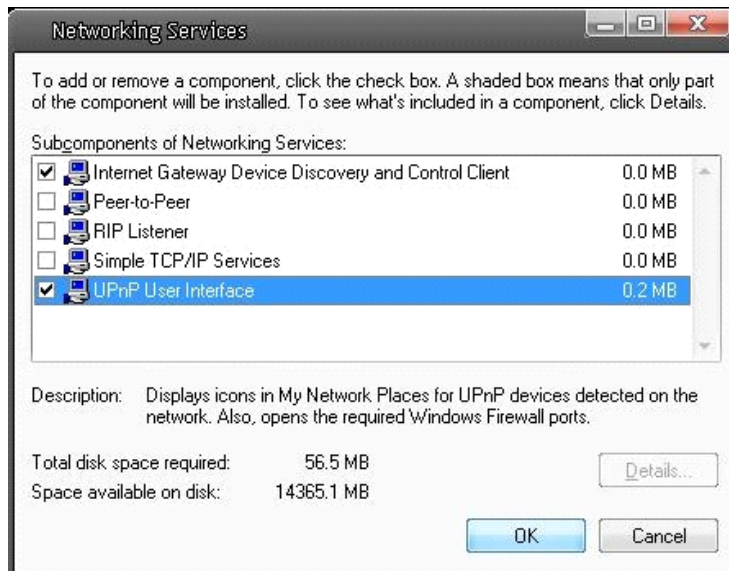 Networking Services
To add or remove a component, click the check box. A shaded box means that only part
of the component will be installed. To see what's included in a component, click Details.
Subcomponents of Networking Services:
Internet Gateway Device Discovery and Control Client 0.0 MB
Peer-to-Peer 0.0 MB
RIP Listener 0.0 MB
Simple TCP/IP Services 0.0 MB
UPnP User Interface 0.2 MB
Description: Displays icons in My Network Places for UPnP devices detected on the
network. Also, opens the required Windows Firewall ports.
Total disk space required: 56.5 MB
Space available on disk: 14365.1 MB
Details...
OK Cancel